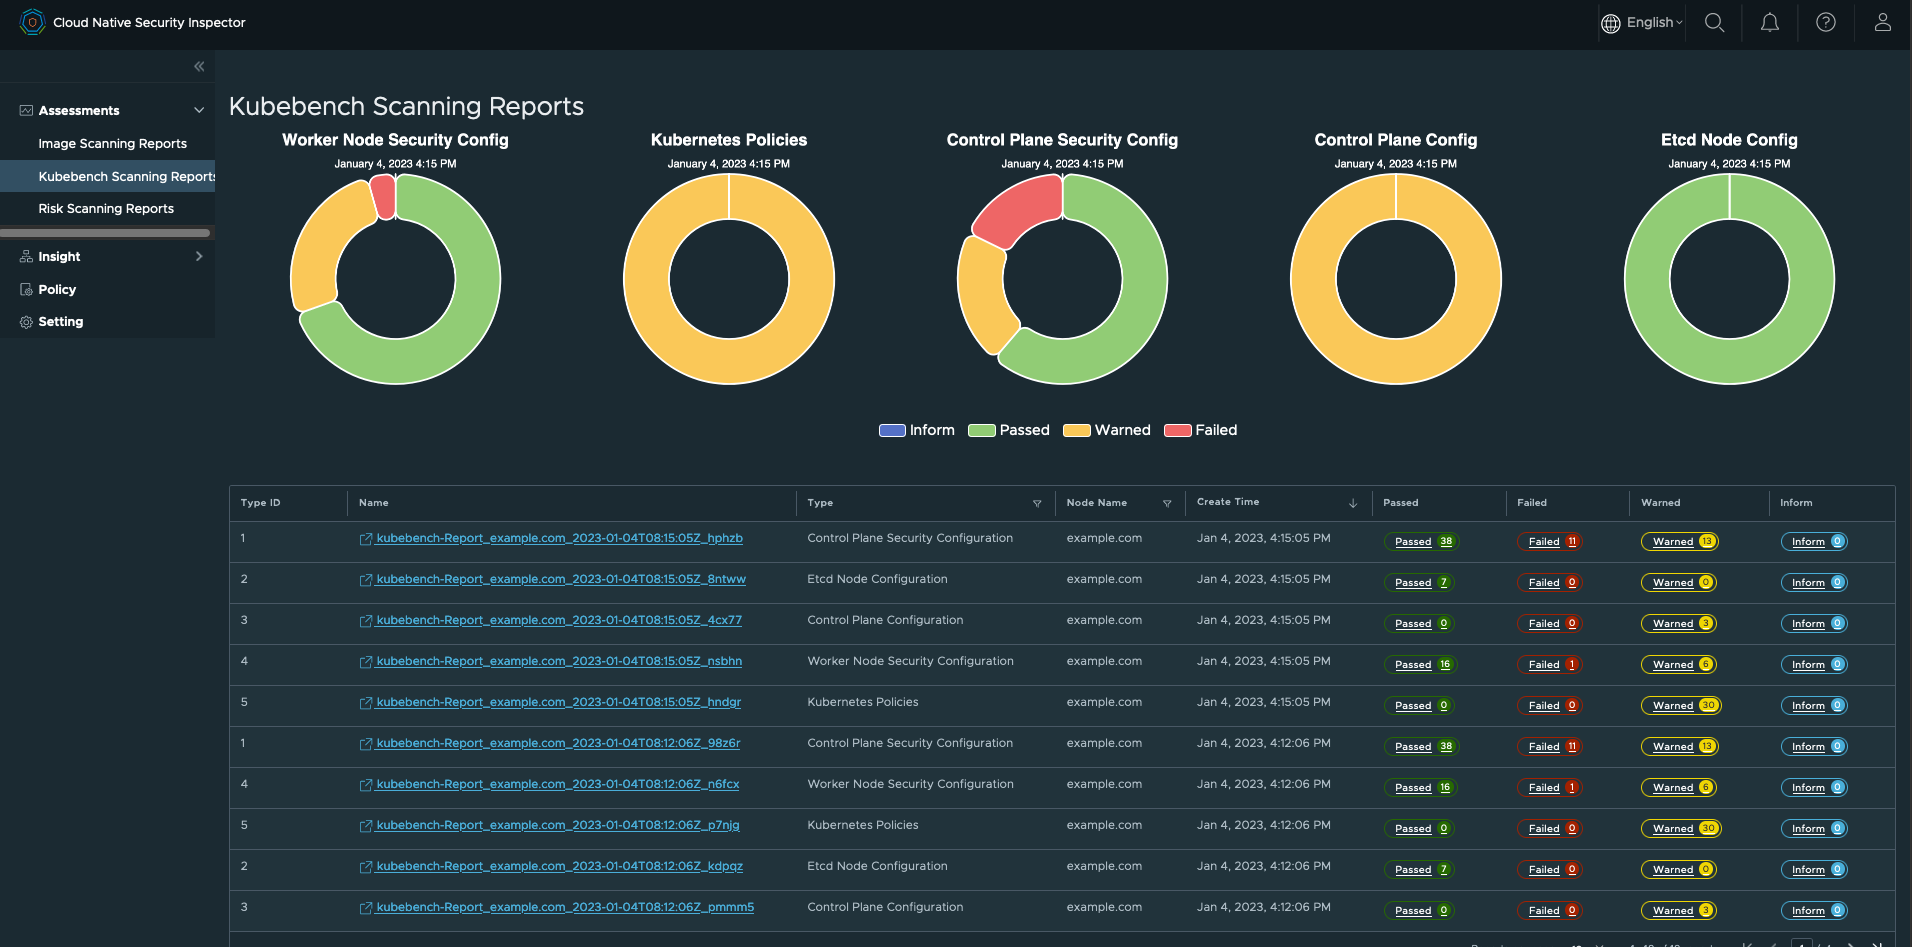 Cloud Native Security Inspector
English
Assessments
Image Scanning Reports
Kubebench Scanning Reports
Risk Scanning Reports
Insight
Policy
Setting
Kubebench Scanning Reports
Worker Node Security Config
January 4, 2023 4:15 PM
Kubernetes Policies
January 4, 2023 4:15 PM
Control Plane Security Config
January 4, 2023 4:15 PM
Control Plane Config
January 4, 2023 4:15 PM
Etcd Node Config
January 4, 2023 4:15 PM
Inform Passed Warned Failed
Type ID Name Type Node Name Create Time Passed Failed Warned Inform
1 kubebench-Report_example.com_2023-01-04T08:15:05Z_hphzb Control Plane Security Configuration example.com Jan 4, 2023, 4:15:05 PM Passed 38 Failed 11 Warned 13 Inform 0
2 kubebench-Report_example.com_2023-01-04T08:15:05Z_8ntww Etcd Node Configuration example.com Jan 4, 2023, 4:15:05 PM Passed 7 Failed 0 Warned 0 Inform 0
3 kubebench-Report_example.com_2023-01-04T08:15:05Z_4cx77 Control Plane Configuration example.com Jan 4, 2023, 4:15:05 PM Passed 0 Failed 0 Warned 3 Inform 0
4 kubebench-Report_example.com_2023-01-04T08:15:05Z_nsbhn Worker Node Security Configuration example.com Jan 4, 2023, 4:15:05 PM Passed 16 Failed 1 Warned 6 Inform 0
5 kubebench-Report_example.com_2023-01-04T08:15:05Z_hndgr Kubernetes Policies example.com Jan 4, 2023, 4:15:05 PM Passed 0 Failed 0 Warned 30 Inform 0
1 kubebench-Report_example.com_2023-01-04T08:12:06Z_98z6r Control Plane Security Configuration example.com Jan 4, 2023, 4:12:06 PM Passed 38 Failed 11 Warned 13 Inform 0
4 kubebench-Report_example.com_2023-01-04T08:12:06Z_n6fcx Worker Node Security Configuration example.com Jan 4, 2023, 4:12:06 PM Passed 16 Failed 1 Warned 6 Inform 0
5 kubebench-Report_example.com_2023-01-04T08:12:06Z_p7njg Kubernetes Policies example.com Jan 4, 2023, 4:12:06 PM Passed 0 Failed 0 Warned 30 Inform 0
2 kubebench-Report_example.com_2023-01-04T08:12:06Z_kdpqz Etcd Node Configuration example.com Jan 4, 2023, 4:12:06 PM Passed 7 Failed 0 Warned 0 Inform 0
3 kubebench-Report_example.com_2023-01-04T08:12:06Z_pmmm5 Control Plane Configuration example.com Jan 4, 2023, 4:12:06 PM Passed 0 Failed 0 Warned 3 Inform 0